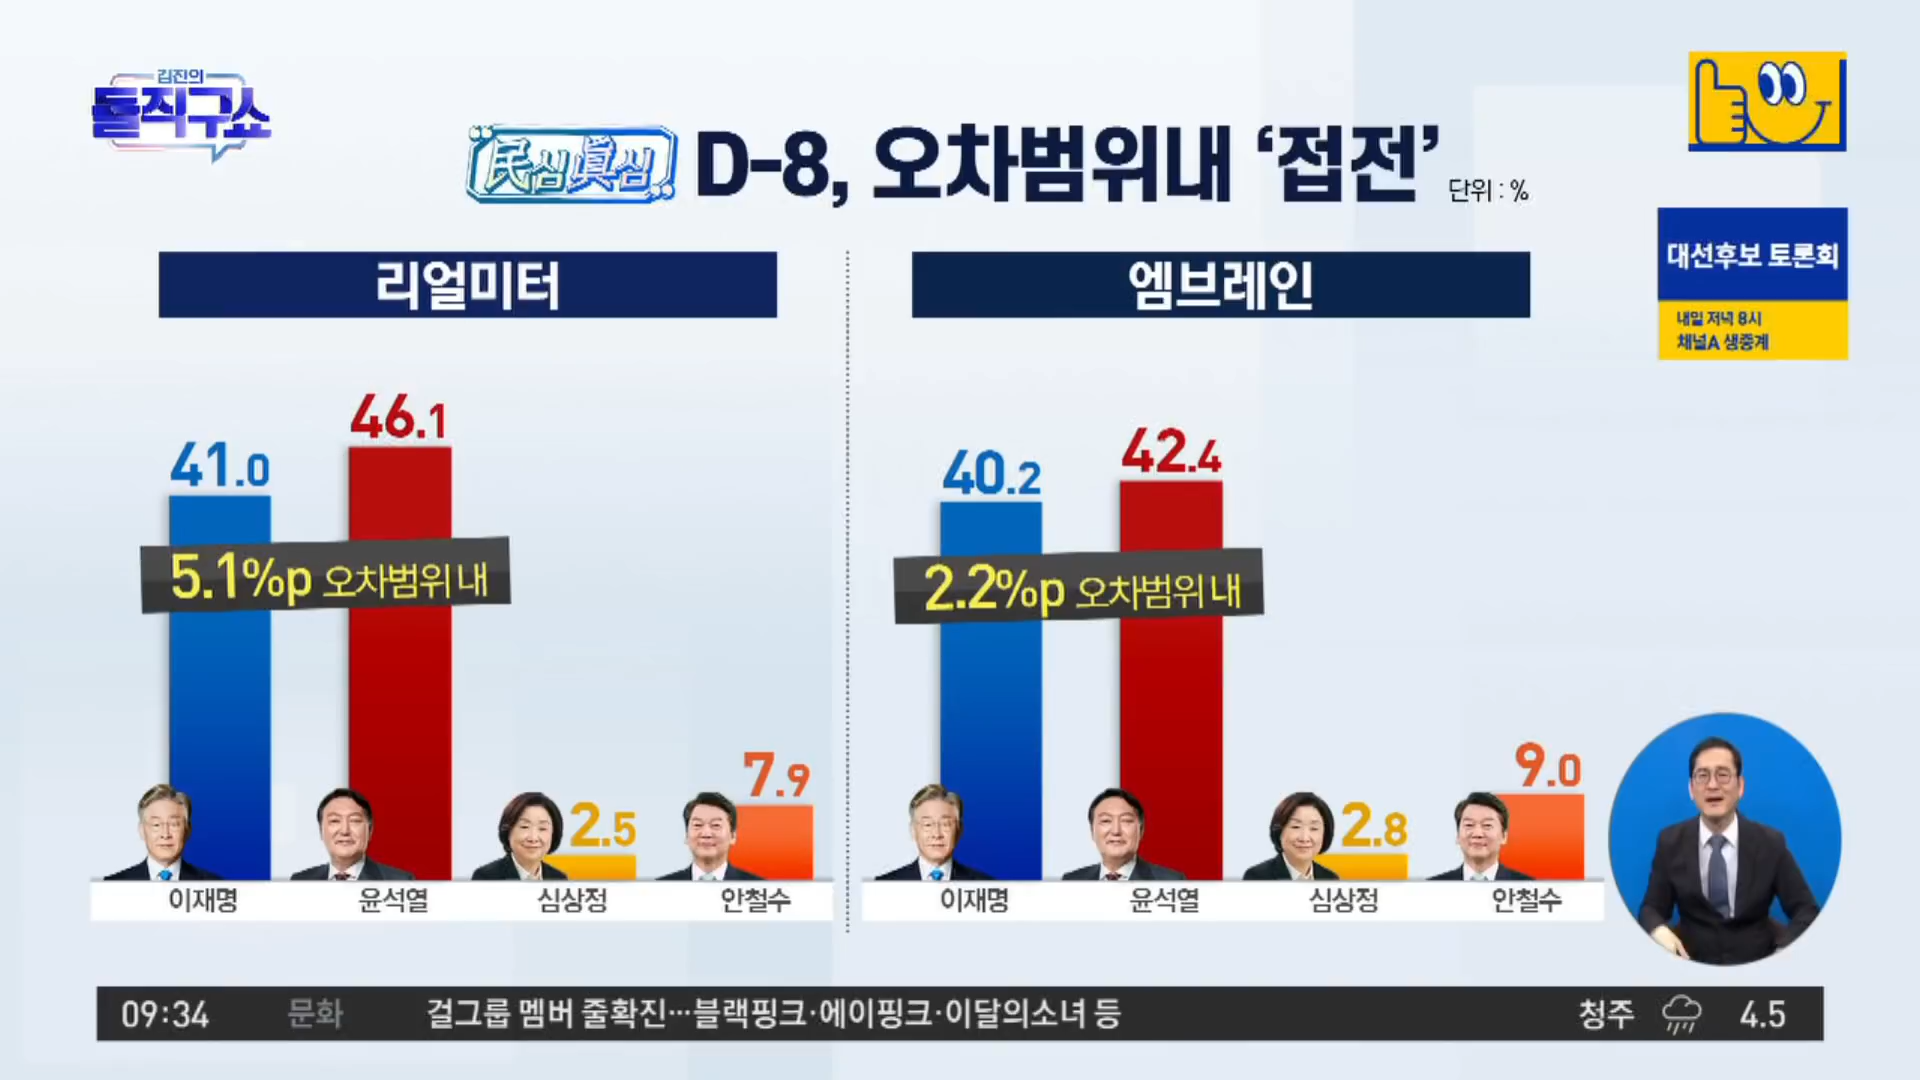 김진의
돌직구쇼
“民심眞심”
D-8, 오차범위내 ‘접전’
단위 : %
대선후보 토론회
내일 저녁 8시
채널A 생중계
리얼미터
41.0
46.1
2.5
7.9
5.1%p 오차범위 내
이재명
윤석열
심상정
안철수
엠브레인
40.2
42.4
2.8
9.0
2.2%p 오차범위 내
이재명
윤석열
심상정
안철수
09:34 문화 걸그룹 멤버 줄확진…블랙핑크·에이핑크·이달의소녀 등 청주 4.5